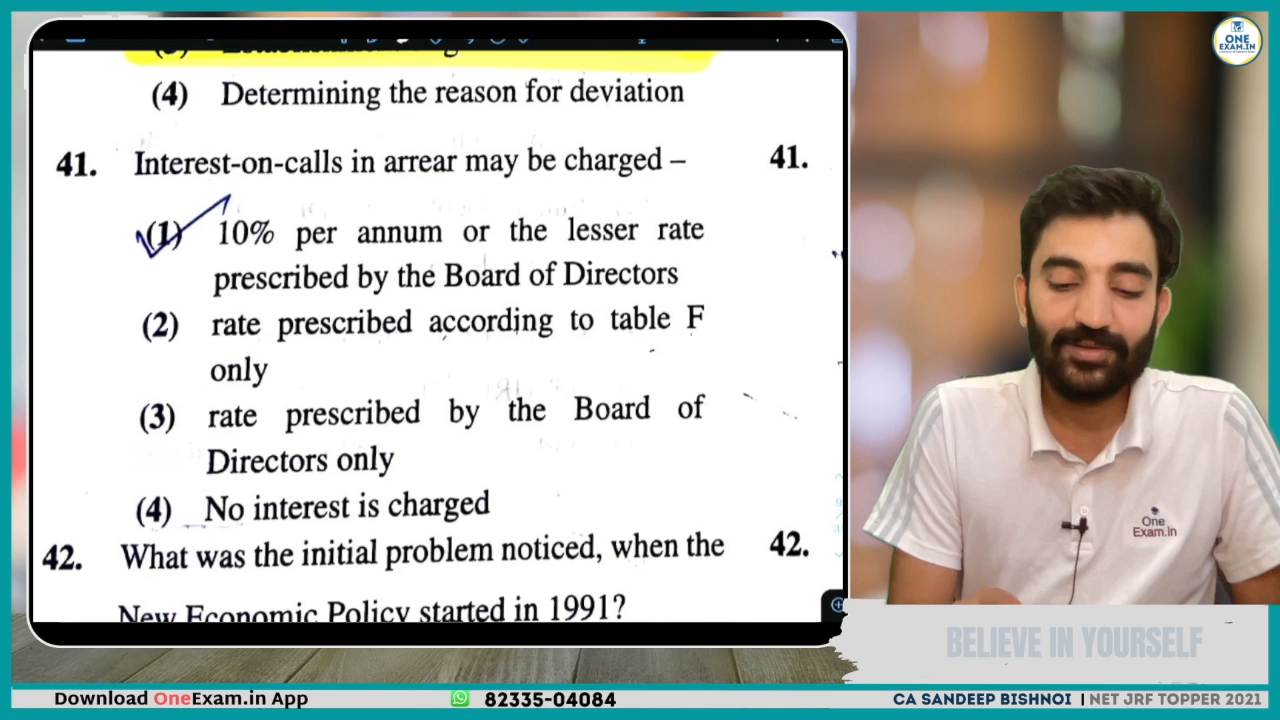 ONE
EXAM.IN
(4) Determining the reason for deviation
41. Interest-on-calls in arrear may be charged – 41.
(1) 10% per annum or the lesser rate
prescribed by the Board of Directors
(2) rate prescribed according to table F
only
(3) rate prescribed by the Board of
Directors only
(4) No interest is charged
42. What was the initial problem noticed, when the 42.
New Economic Policy started in 1991?
One
Exam.In
BELIEVE IN YOURSELF
Download OneExam.in App 82335-04084 CA SANDEEP BISHNOI | NET JRF TOPPER 2021